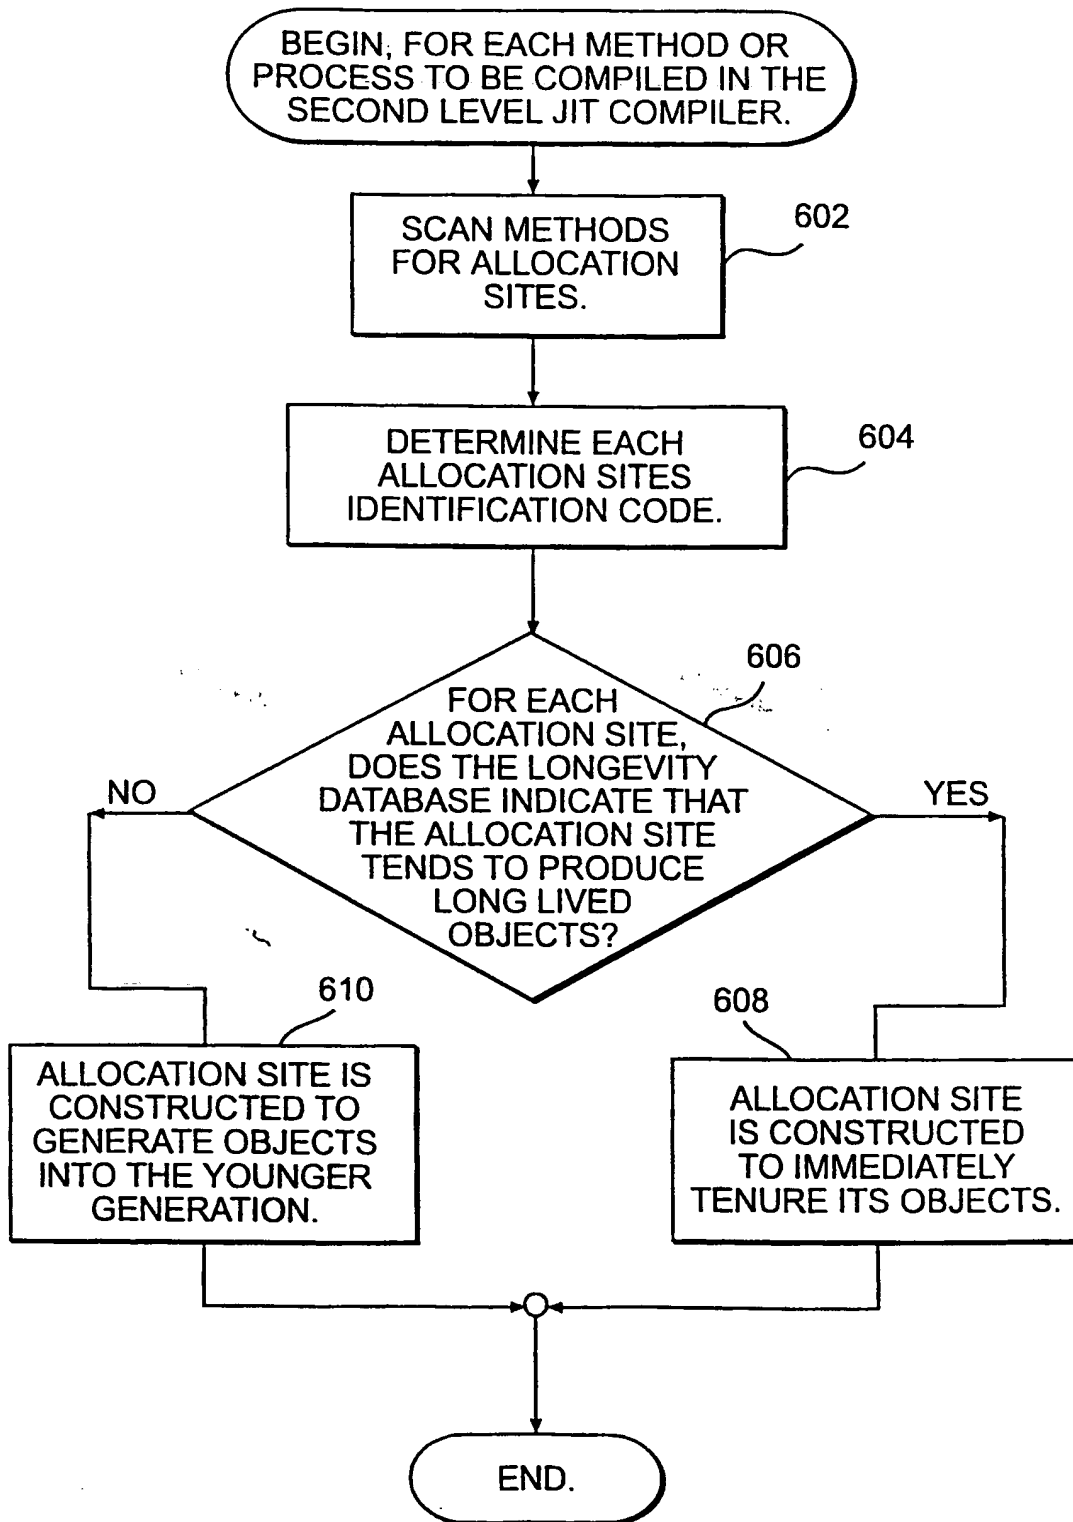 BEGIN, FOR EACH METHOD OR
PROCESS TO BE COMPILED IN THE
SECOND LEVEL JIT COMPILER.
602
SCAN METHODS
FOR ALLOCATION
SITES.
604
DETERMINE EACH
ALLOCATION SITES
IDENTIFICATION CODE.
606
FOR EACH
ALLOCATION SITE,
DOES THE LONGEVITY
DATABASE INDICATE THAT
THE ALLOCATION SITE
TENDS TO PRODUCE
LONG LIVED
OBJECTS?
NO
YES
610
ALLOCATION SITE IS
CONSTRUCTED TO
GENERATE OBJECTS
INTO THE YOUNGER
GENERATION.
608
ALLOCATION SITE
IS CONSTRUCTED
TO IMMEDIATELY
TENURE ITS OBJECTS.
END.